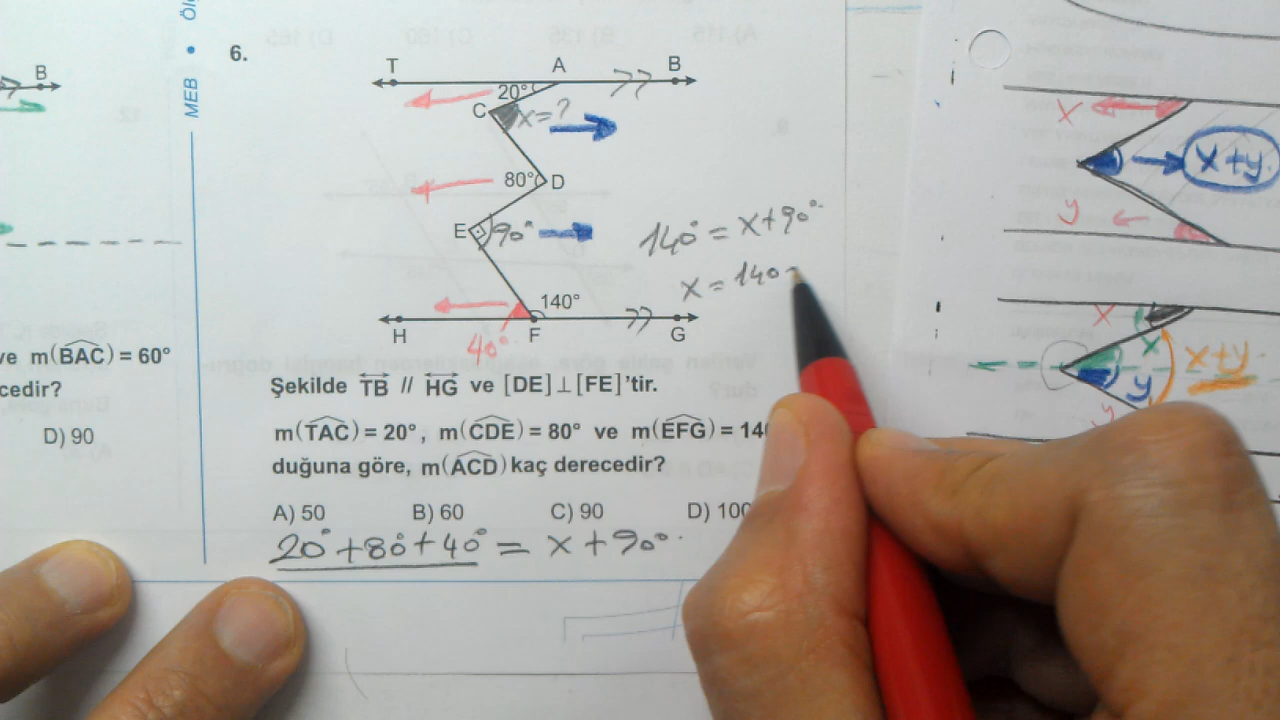 MEB •
B
ve m(BAC) = 60°
cedir?
D) 90
6.
T A B
20°
C x=?
80° D
E 90°
140°
H F G
40°
140° = x+90°
x = 140
Şekilde TB // HG ve [DE]⊥[FE]'tir.
m(TAC) = 20°, m(CDE) = 80° ve m(EFG) = 140
duğuna göre, m(ACD) kaç derecedir?
A) 50 B) 60 C) 90 D) 100
20°+80°+40° = x+90°
x
x+y
y
x
x
x+y
y
y